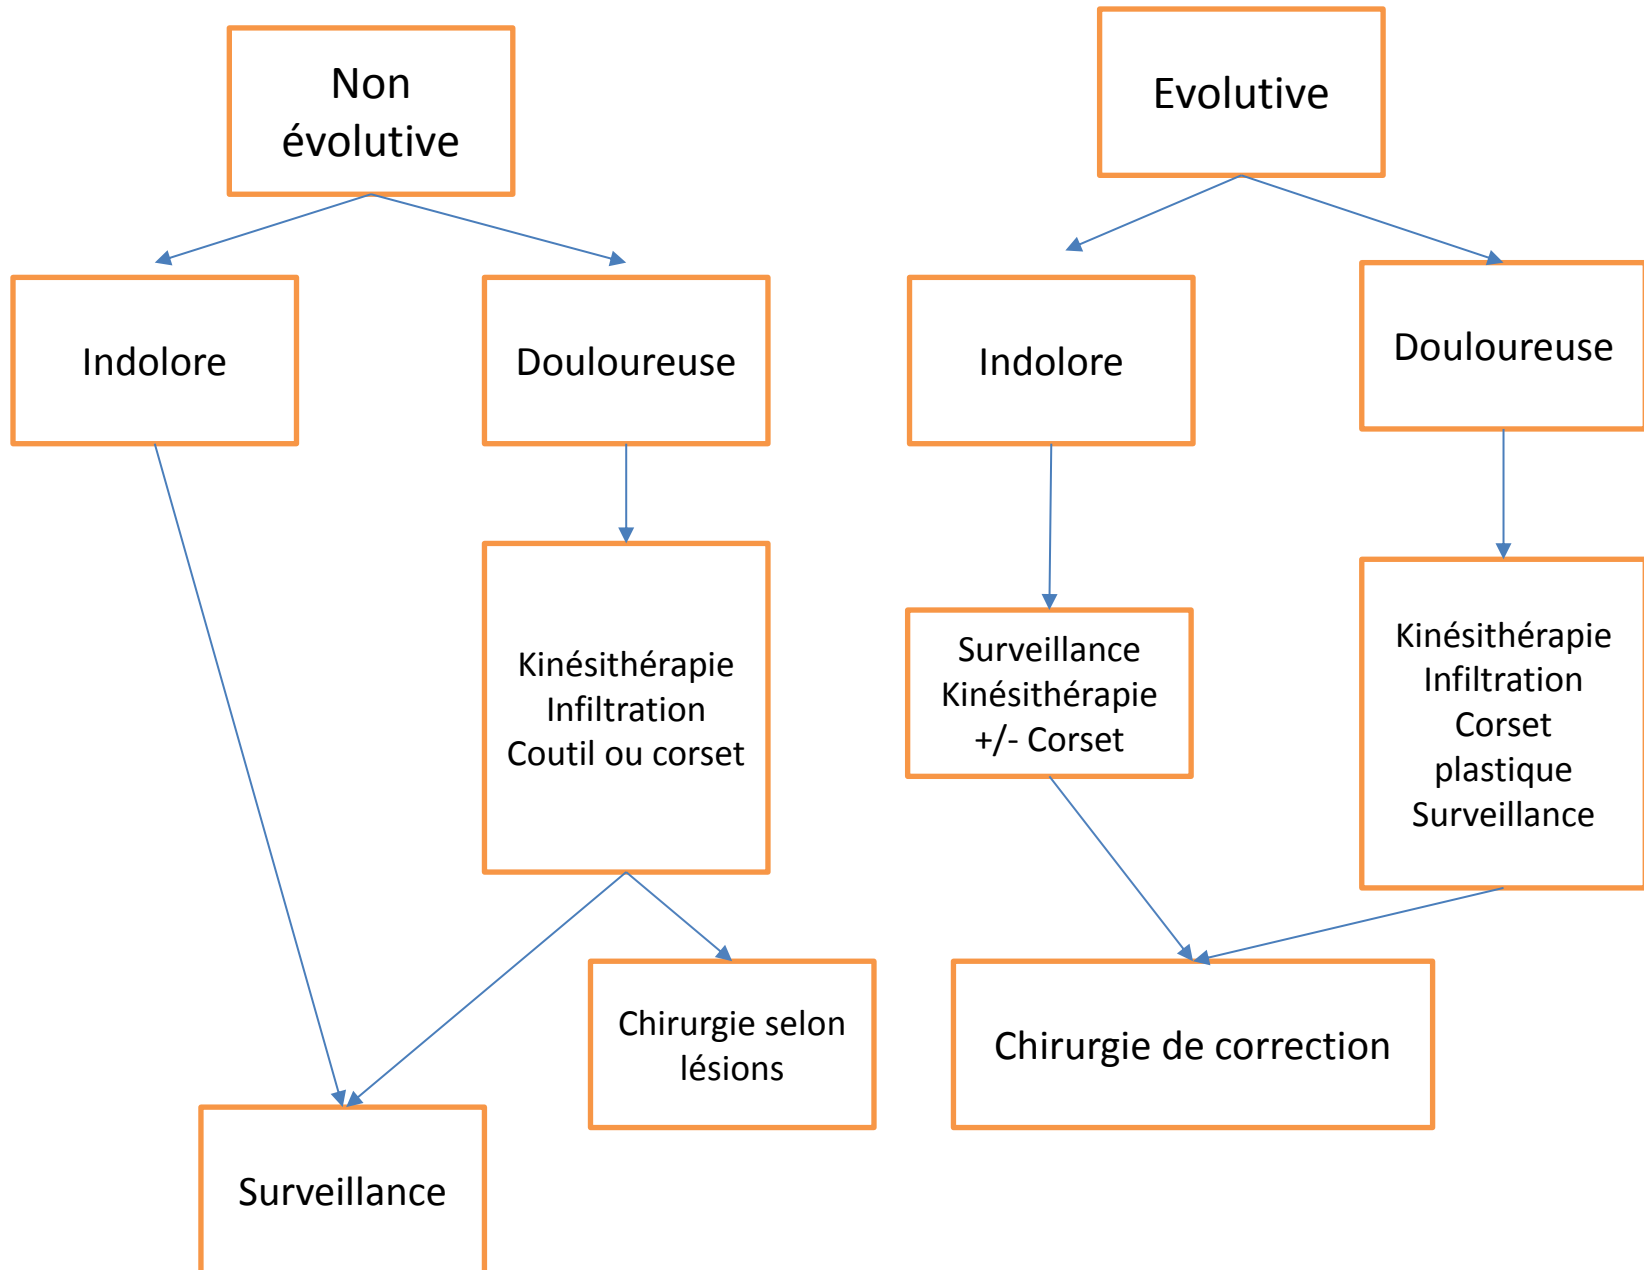 Non
évolutive
Evolutive
Indolore
Douloureuse
Indolore
Douloureuse
Kinésithérapie
Infiltration
Coutil ou corset
Surveillance
Kinésithérapie
+/- Corset
Kinésithérapie
Infiltration
Corset
plastique
Surveillance
Chirurgie selon
lésions
Chirurgie de correction
Surveillance